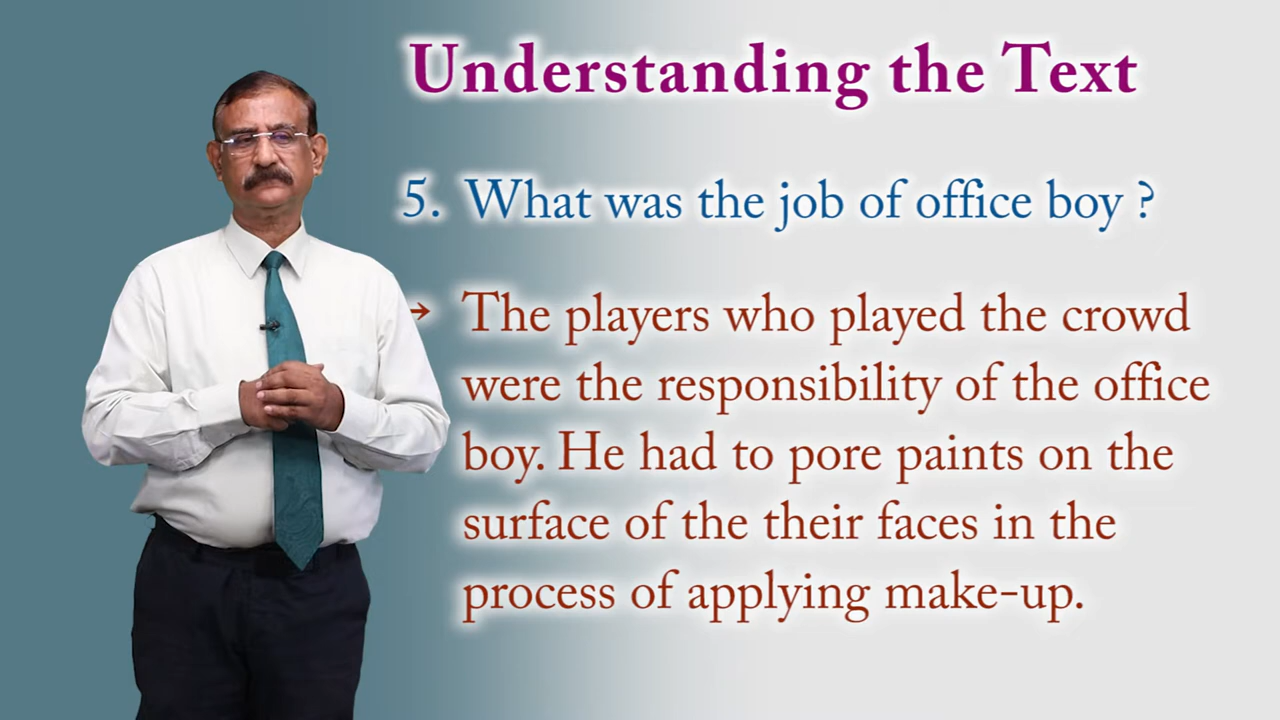 Understanding the Text
5. What was the job of office boy ?
→ The players who played the crowd
were the responsibility of the office
boy. He had to pore paints on the
surface of the their faces in the
process of applying make-up.